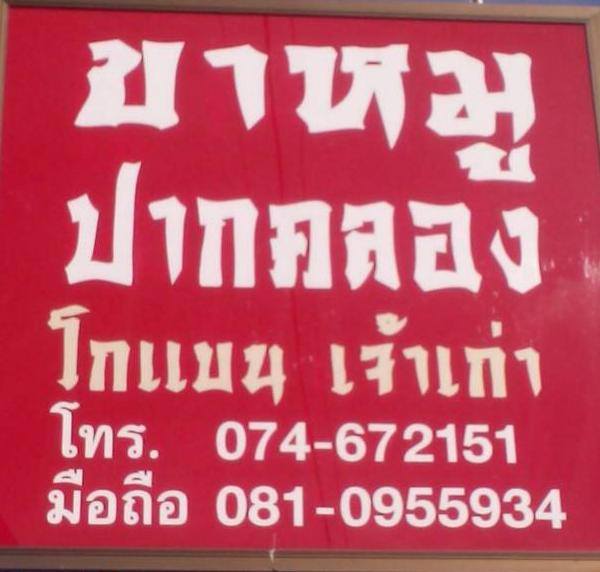 ขาหมู
ปากคลอง
โกแบน เจ้าเก่า
โทร. 074-672151
มือถือ 081-0955934